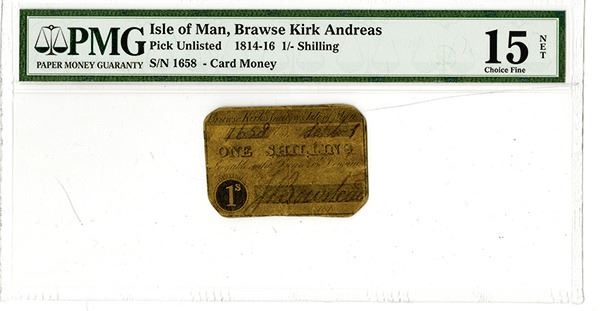 PMG
PAPER MONEY GUARANTY
Isle of Man, Brawse Kirk Andreas
Pick Unlisted 1814-16 1/- Shilling
S/N 1658 - Card Money
15
NET
Choice Fine
1658
ONE SHILLING
1s